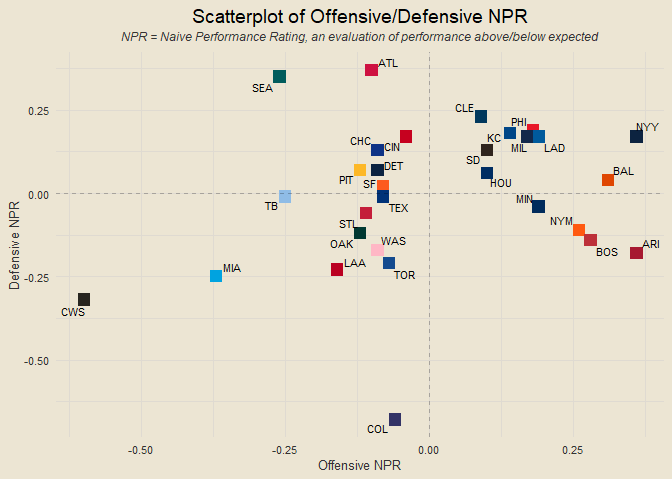 Scatterplot of Offensive/Defensive NPR
NPR = Naive Performance Rating, an evaluation of performance above/below expected
ATL
SEA
0.25
CLE
PHI
NYY
CHC
CIN
KC
MIL
LAD
SD
DET
PIT
SF
HOU
BAL
0.00
TB
TEX
MIN
STL
NYM
OAK
WAS
BOS
ARI
MIA
LAA
TOR
-0.25
CWS
-0.50
COL
Defensive NPR
-0.50
-0.25
0.00
0.25
Offensive NPR